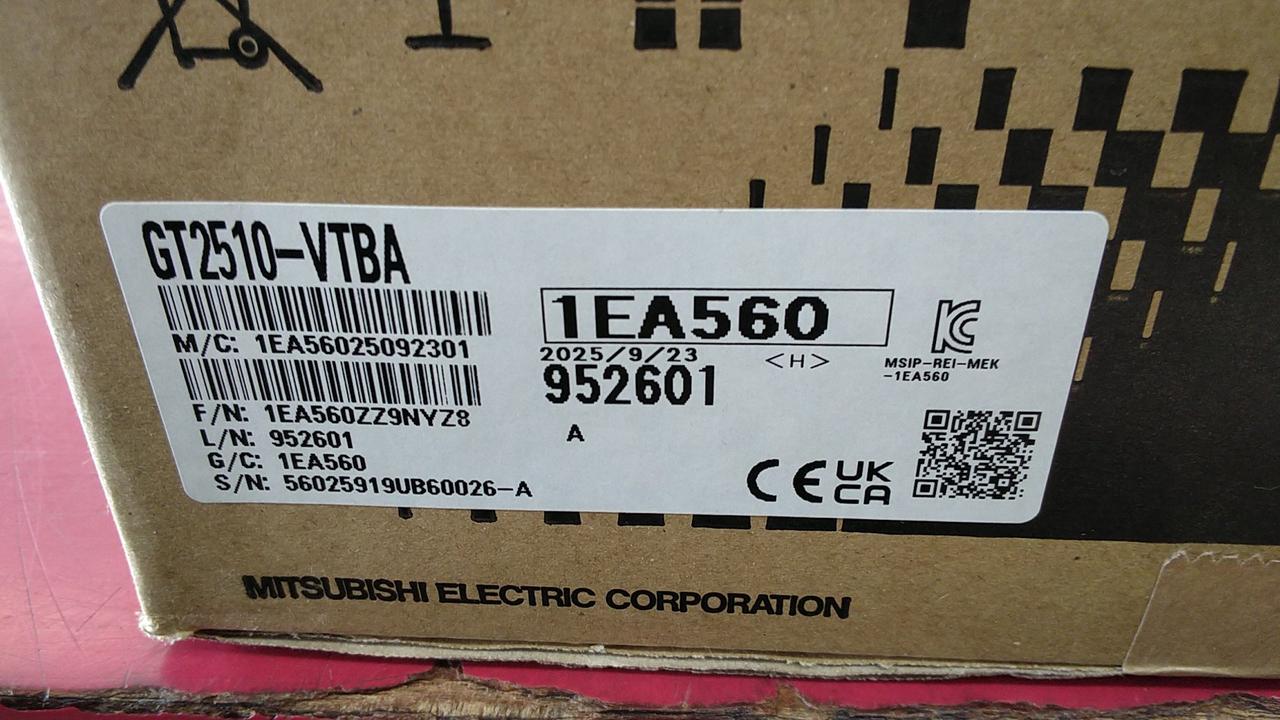 GT2510-VTBA
M/C: 1EA56025092301
F/N: 1EA560ZZ9NYZ8
L/N: 952601
G/C: 1EA560
S/N: 56025919UB60026-A
1EA560
2025/9/23 <H>
952601
A
MSIP-REI-MEK
-1EA560
CE UK
CA
MITSUBISHI ELECTRIC CORPORATION